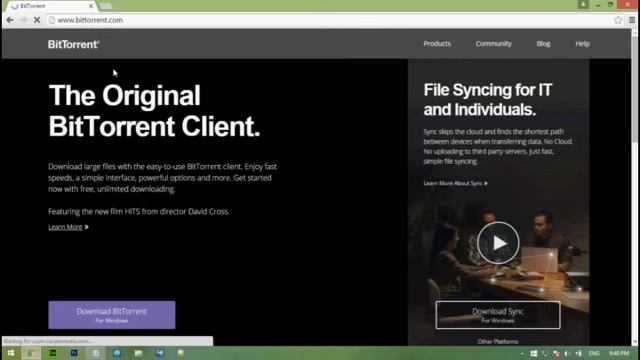 BitTorrent
www.bittorrent.com
BitTorrent
Products
Community
Blog
Help
The Original
BitTorrent Client.
Download large files with the easy-to-use BitTorrent client. Enjoy fast
speeds, a simple interface, powerful options and more. Get started
now with free, unlimited downloading.
Featuring the new film HITS from director David Cross.
Learn More »
Download BitTorrent
For Windows
File Syncing for IT
and Individuals.
Sync skips the cloud and finds the shortest path
between devices when transferring data. No Cloud.
No uploading to third party servers. Just fast,
simple file syncing.
Learn More About Sync »
Download Sync
For Windows
Other Platforms
ENG
9:40 PM